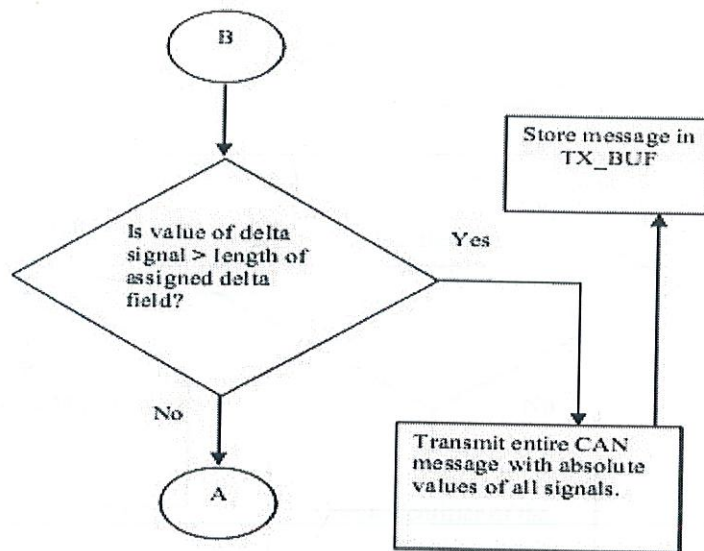 B
Store message in
TX_BUF
Is value of delta
signal > length of
assigned delta
field?
Yes
No
Transmit entire CAN
message with absolute
values of all signals.
A